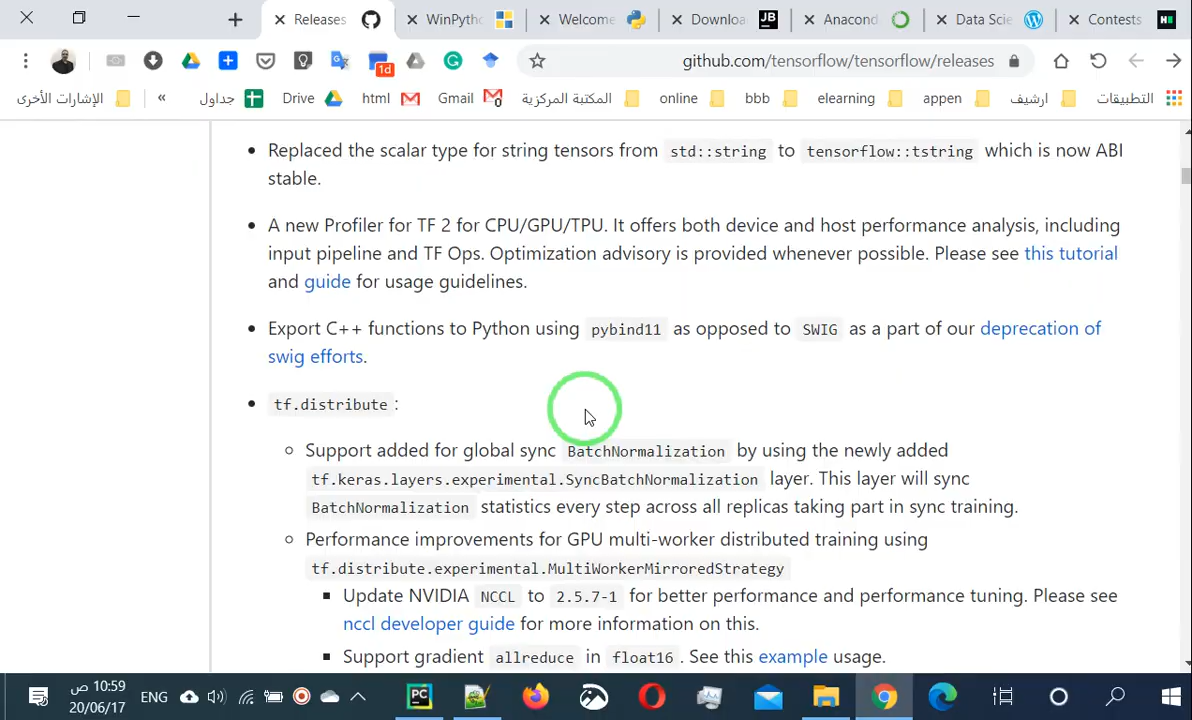 Releases
WinPytho
Welcome
Downloa
JB
Anacond
Data Scie
Contests
1d
github.com/tensorflow/tensorflow/releases
الإشارات الأخرى
»
جداول
Drive
html
Gmail
المكتبة المركزية
online
bbb
elearning
appen
ارشيف
التطبيقات
• Replaced the scalar type for string tensors from std::string to tensorflow::tstring which is now ABI
stable.
• A new Profiler for TF 2 for CPU/GPU/TPU. It offers both device and host performance analysis, including
input pipeline and TF Ops. Optimization advisory is provided whenever possible. Please see this tutorial
and guide for usage guidelines.
• Export C++ functions to Python using pybind11 as opposed to SWIG as a part of our deprecation of
swig efforts.
• tf.distribute:
Support added for global sync BatchNormalization by using the newly added
tf.keras.layers.experimental.SyncBatchNormalization layer. This layer will sync
BatchNormalization statistics every step across all replicas taking part in sync training.
Performance improvements for GPU multi-worker distributed training using
tf.distribute.experimental.MultiWorkerMirroredStrategy
Update NVIDIA NCCL to 2.5.7-1 for better performance and performance tuning. Please see
nccl developer guide for more information on this.
Support gradient allreduce in float16. See this example usage.
10:59 ص
20/06/17
ENG
PC